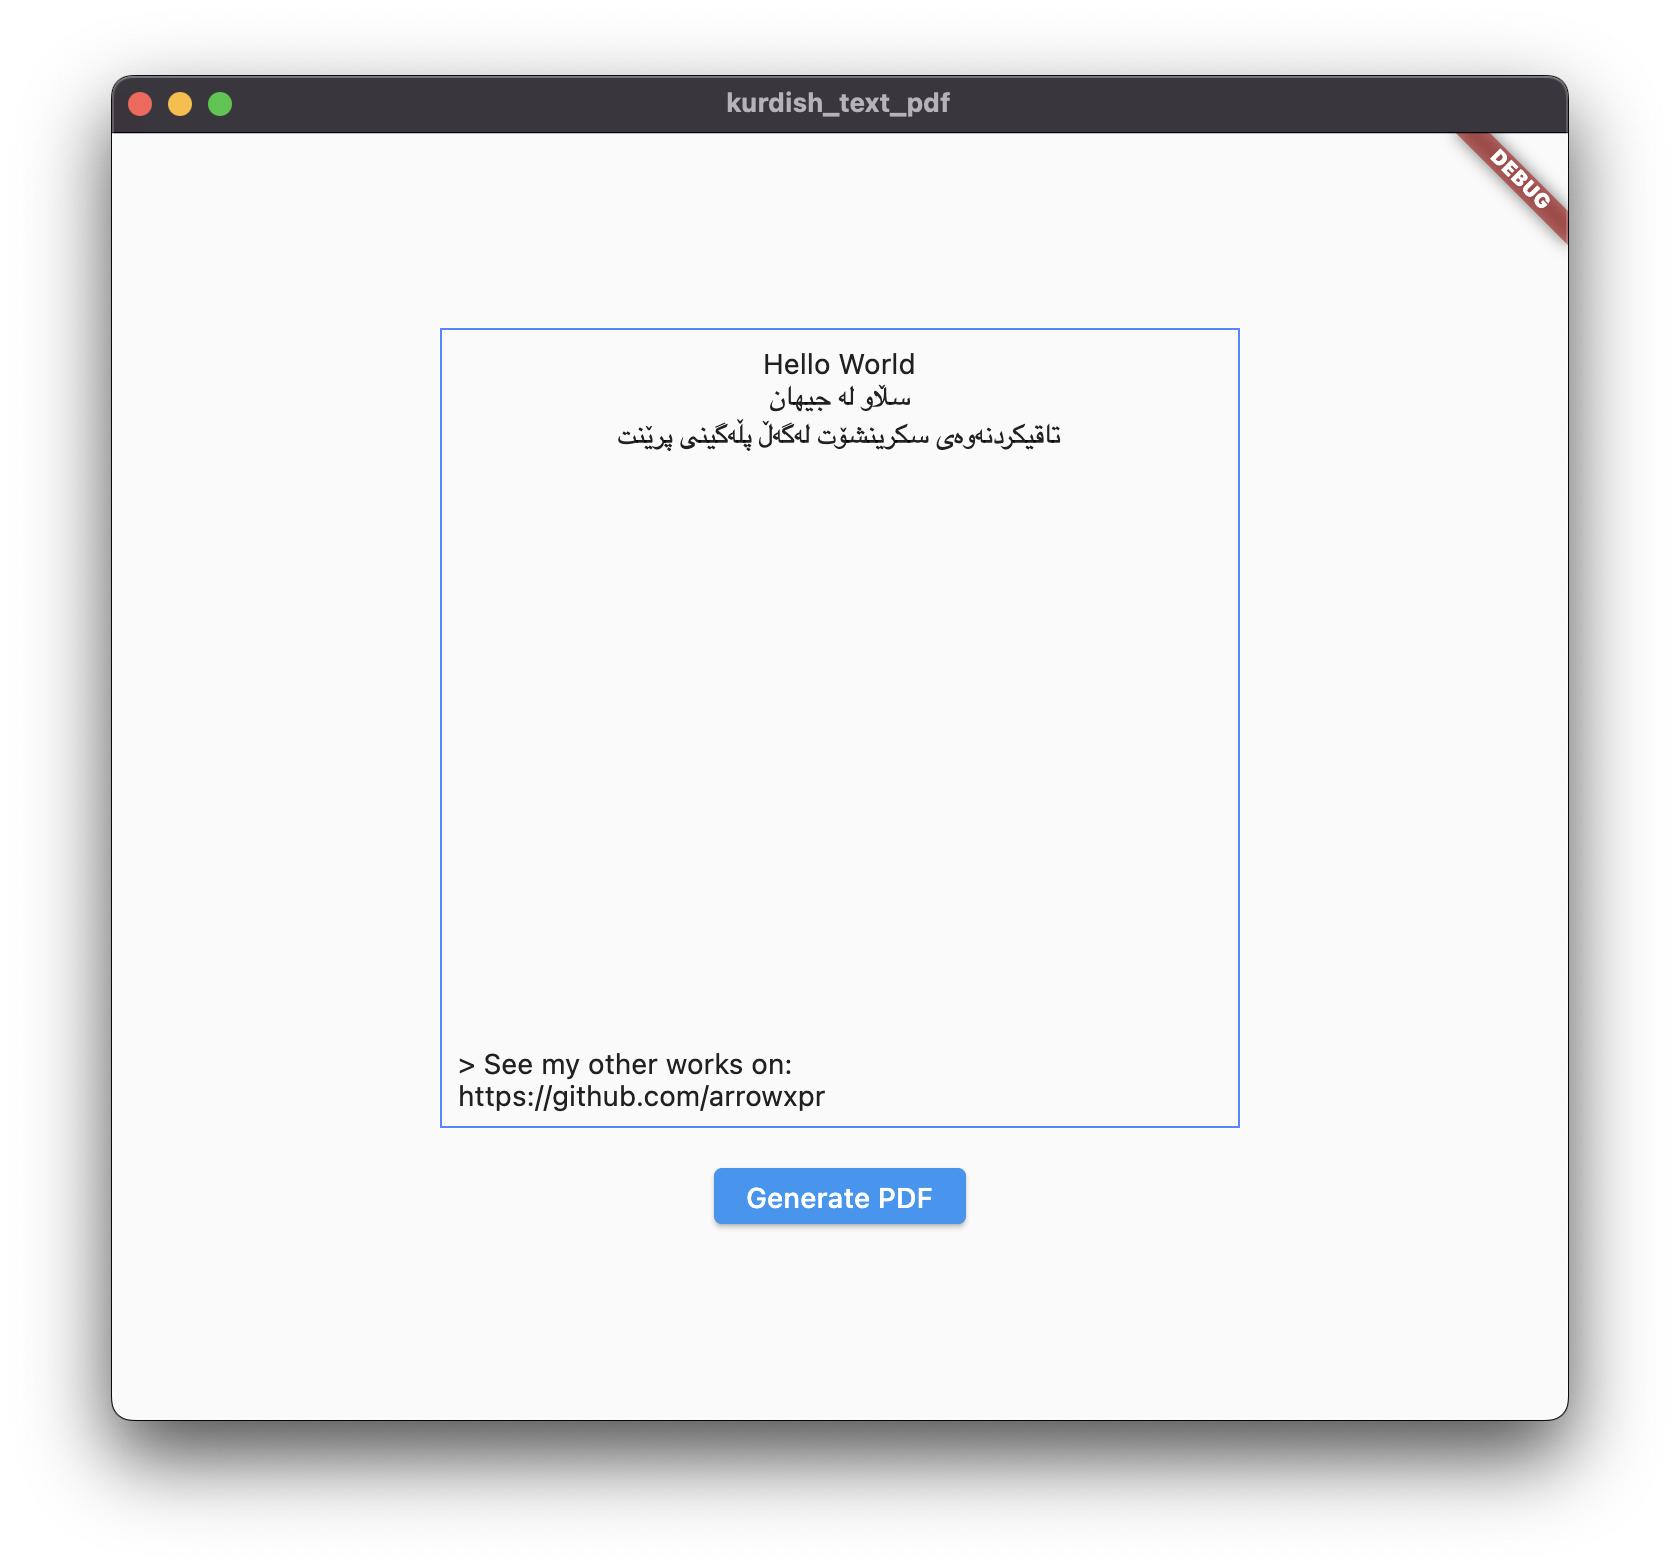 kurdish_text_pdf
DEBUG
Hello World
سڵاو لە جیهان
تاقیکردنەوەی سکرینشۆت لەگەڵ پڵەگینی پرێنت
> See my other works on:
https://github.com/arrowxpr
Generate PDF